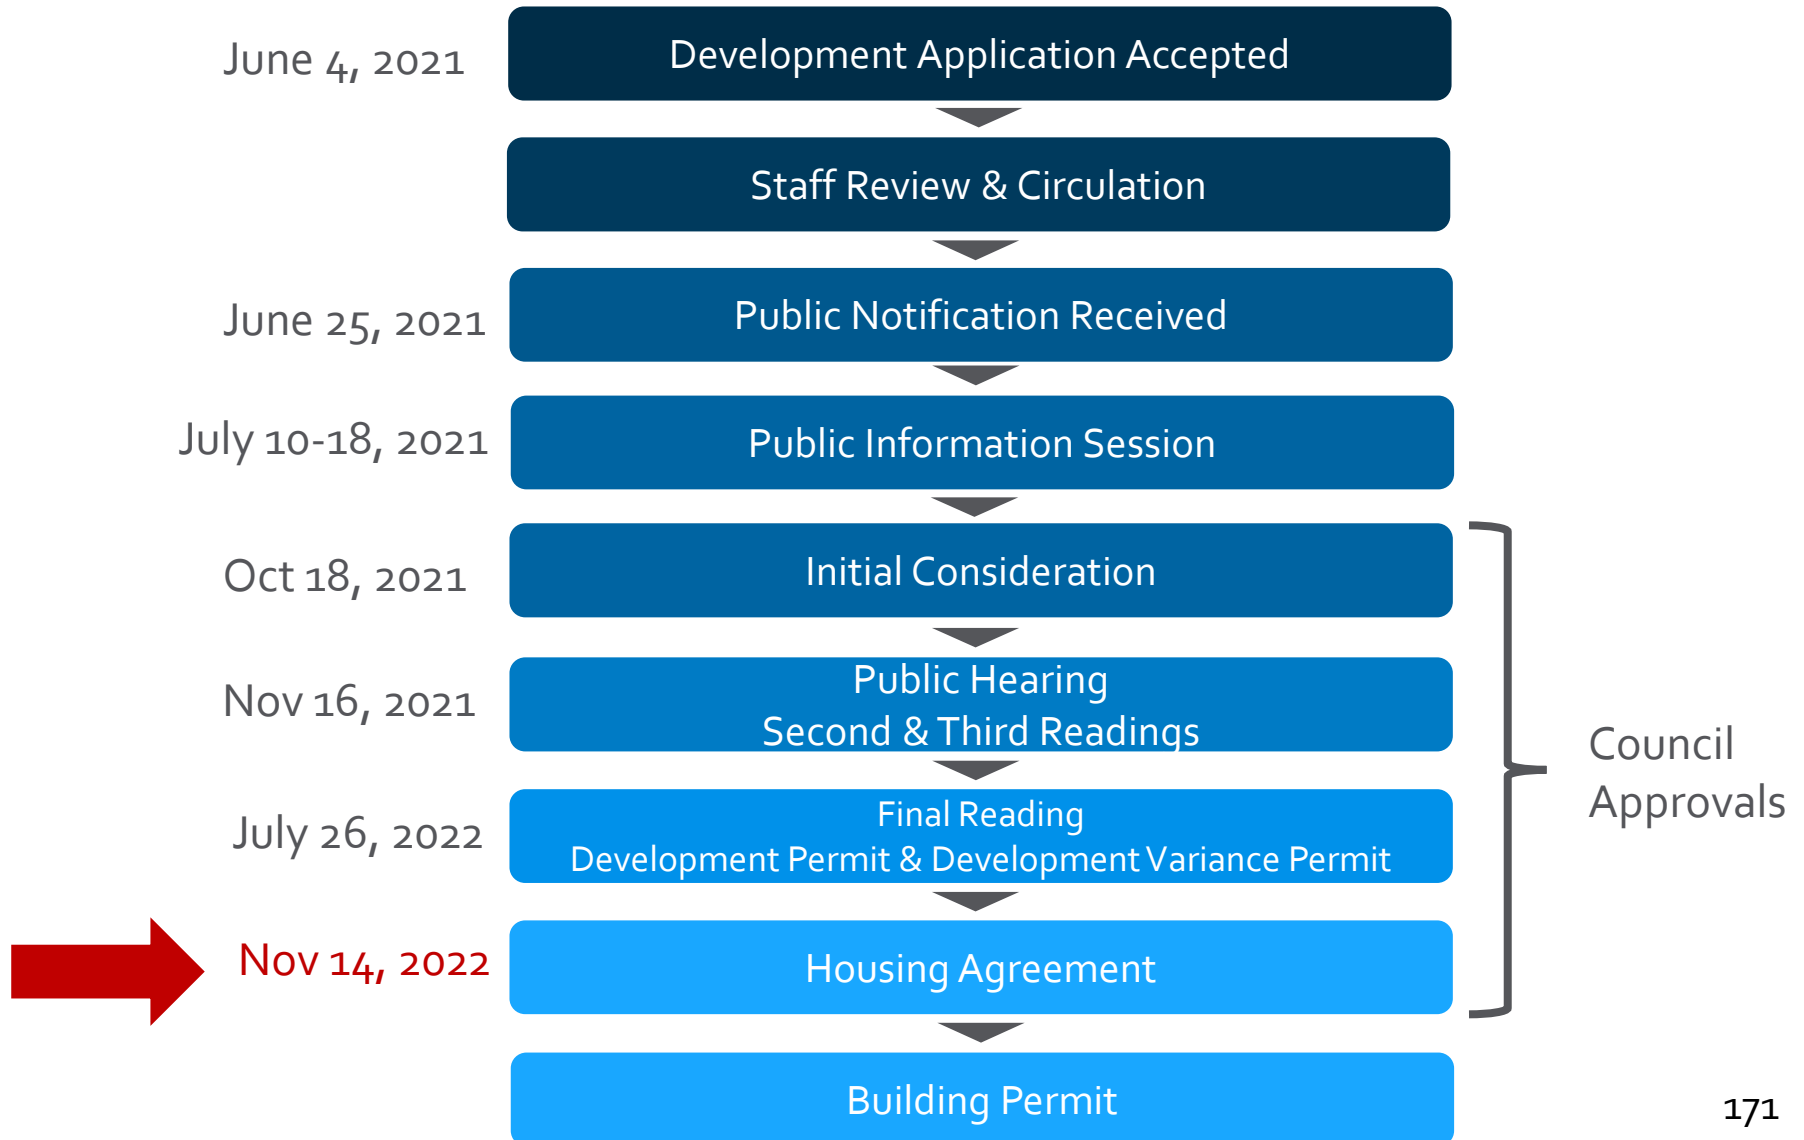 June 4, 2021
Development Application Accepted
Staff Review & Circulation
June 25, 2021
Public Notification Received
July 10-18, 2021
Public Information Session
Oct 18, 2021
Initial Consideration
Nov 16, 2021
Public Hearing
Second & Third Readings
July 26, 2022
Final Reading
Development Permit & Development Variance Permit
Nov 14, 2022
Housing Agreement
Council
Approvals
Building Permit
171